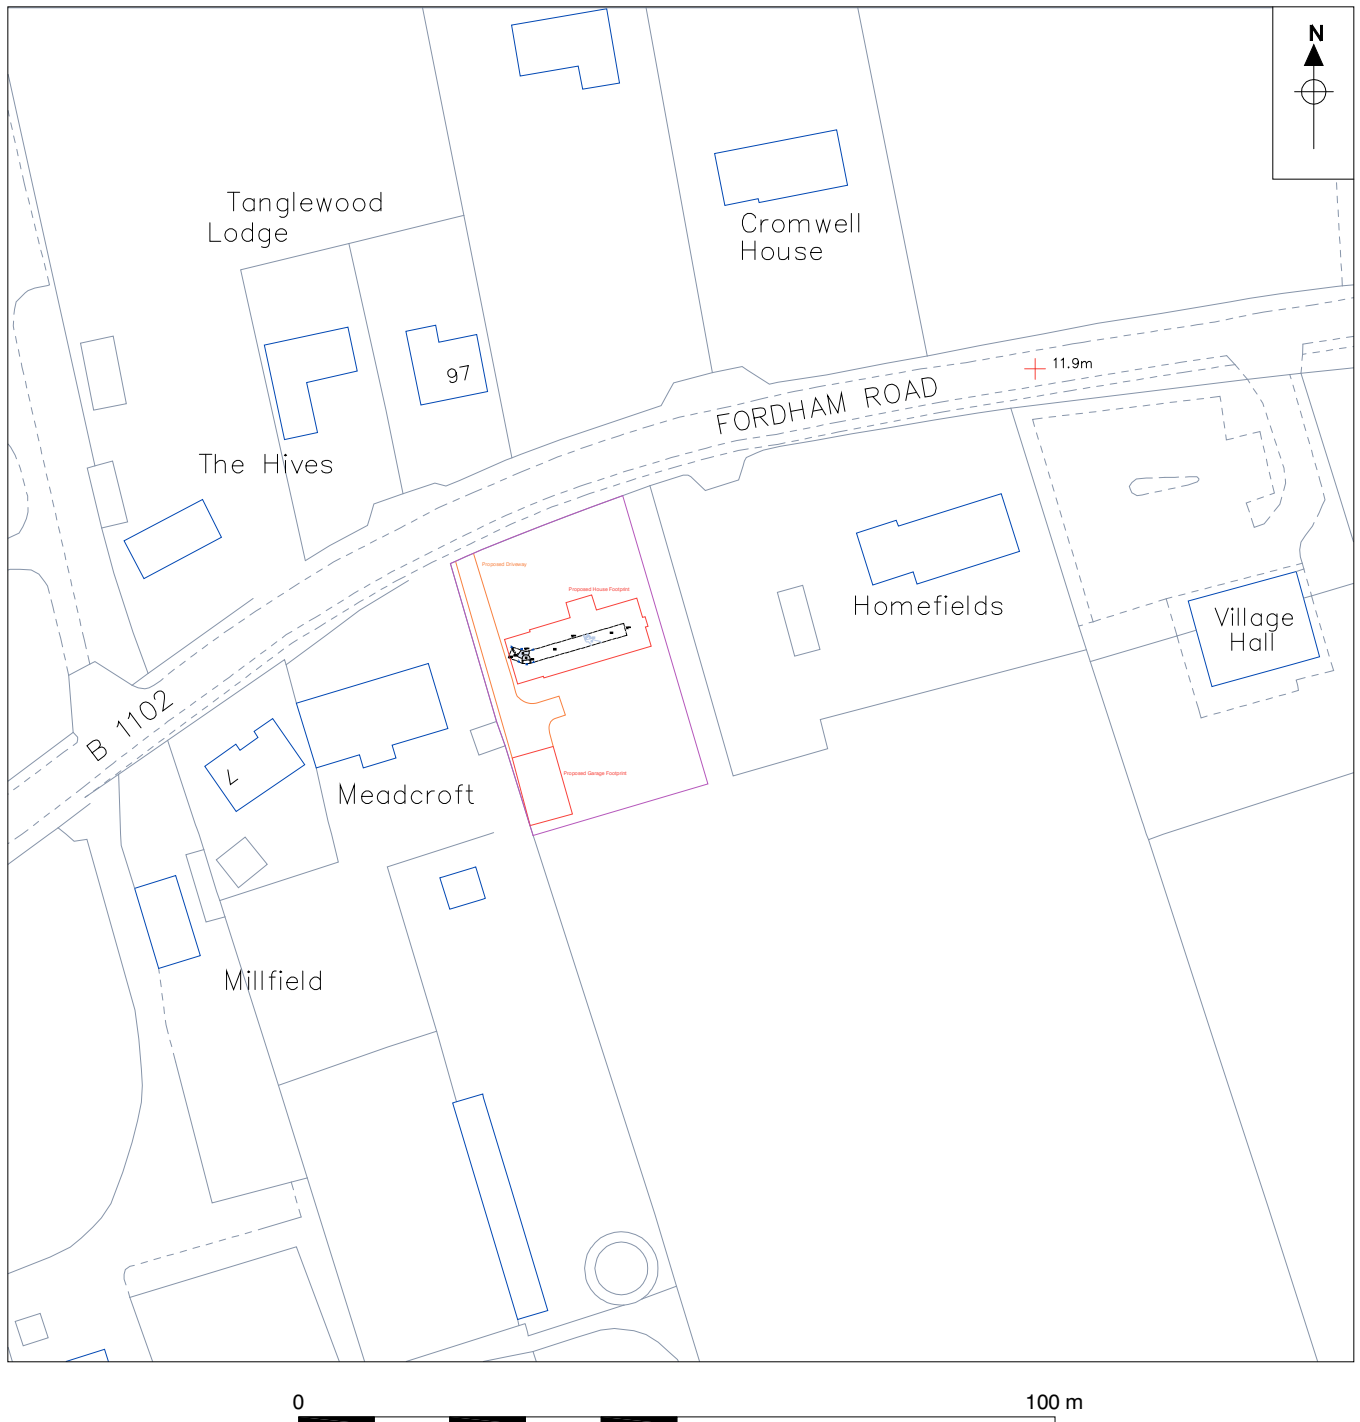 N
Tanglewood
Lodge
Cromwell
House
97
11.9m
FORDHAM ROAD
The Hives
Proposed Driveway
Proposed House Footprint
Homefields
Village
Hall
B 1102
7
Meadcroft
Proposed Garage Footprint
Millfield
0
100 m